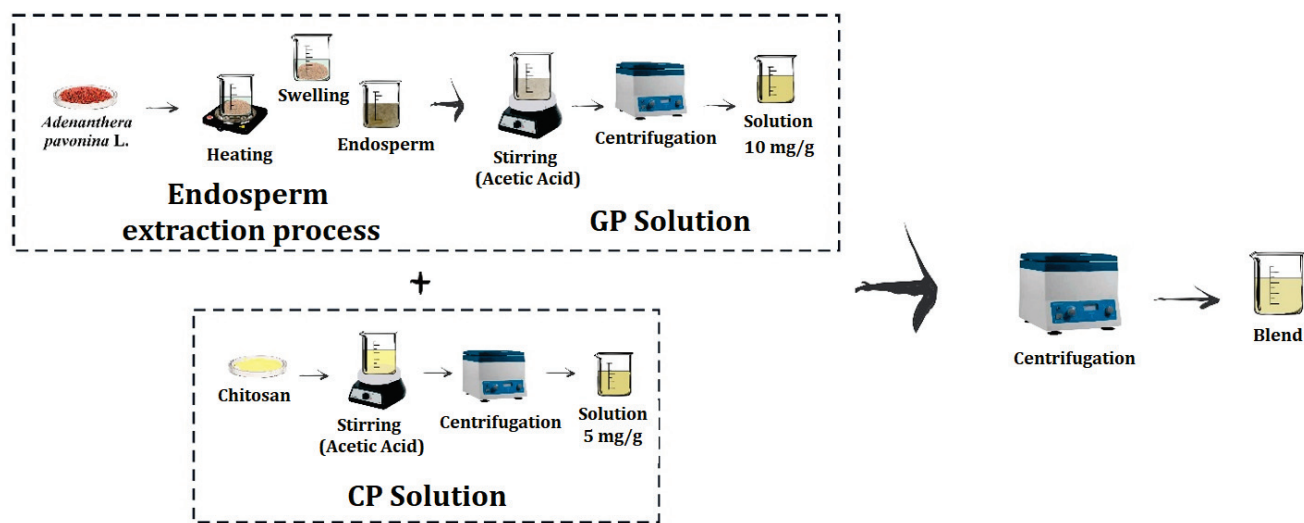 Adenanthera
pavonina L.
Heating
Swelling
Endosperm
Endosperm
extraction process
Stirring
(Acetic Acid)
Centrifugation
Solution
10 mg/g
GP Solution
+
Chitosan
Stirring
(Acetic Acid)
Centrifugation
Solution
5 mg/g
CP Solution
Centrifugation
Blend